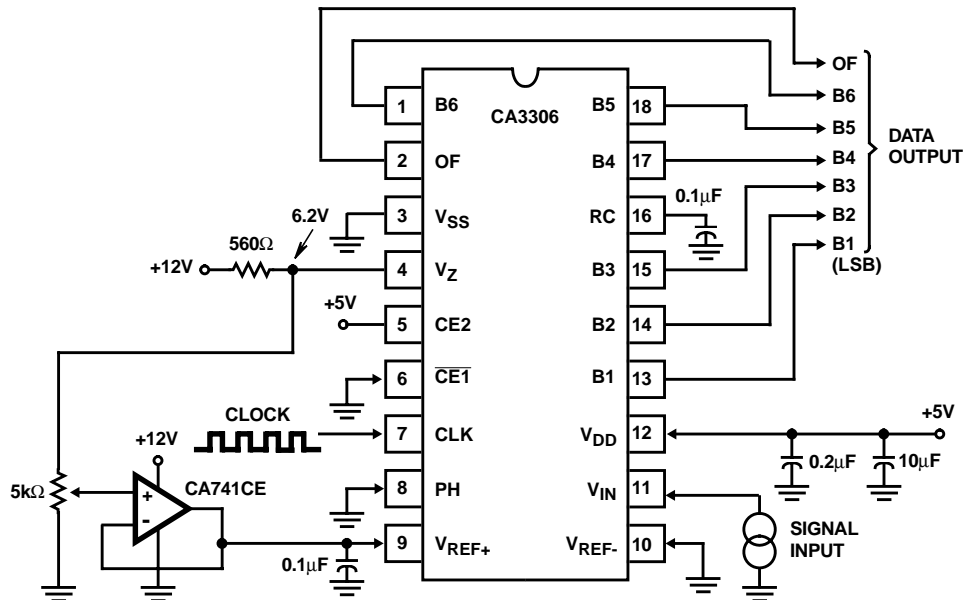 OF
B6
B5
B4
B3
B2
B1
(LSB)
DATA
OUTPUT
CA3306
1 B6
2 OF
3 VSS
4 VZ
5 CE2
6 CE1
7 CLK
8 PH
9 VREF+
B5 18
B4 17
RC 16
B3 15
B2 14
B1 13
VDD 12
VIN 11
VREF- 10
0.1µF
6.2V
560Ω
+12V
+5V
CLOCK
+12V
5kΩ
CA741CE
+
-
0.1µF
+5V
0.2µF
10µF
SIGNAL
INPUT